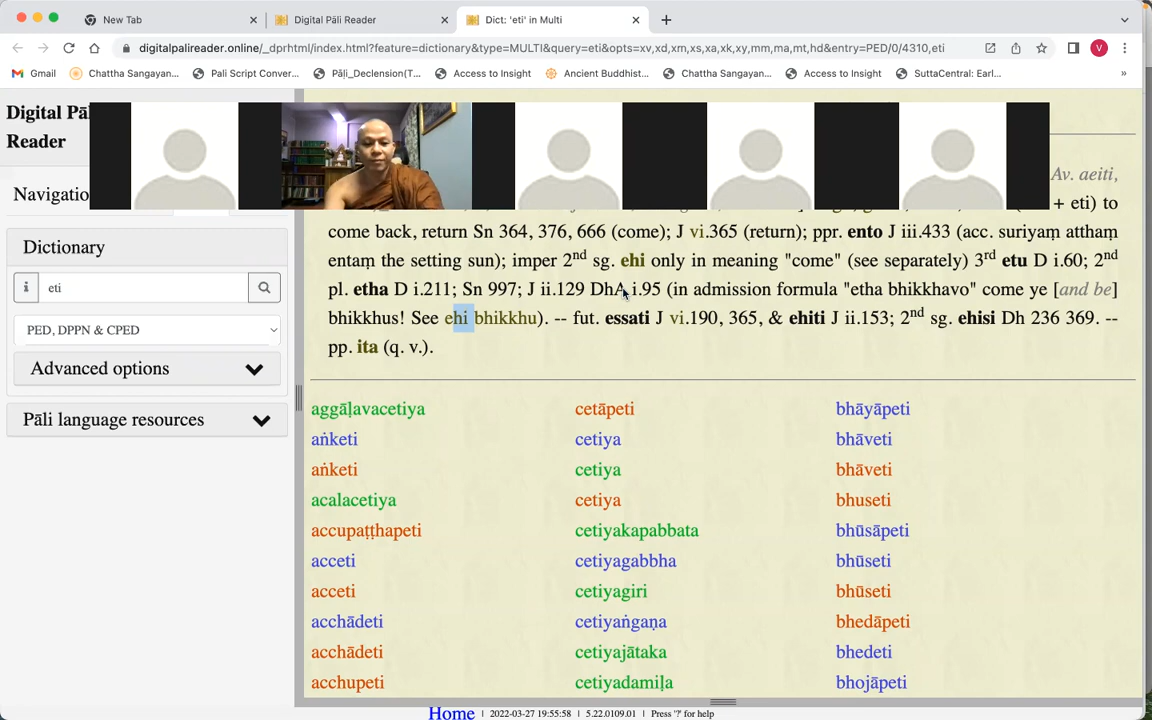 New Tab
Digital Pāli Reader
Dict: 'eti' in Multi
digitalpalireader.online/_dprhtml/index.html?feature=dictionary&type=MULTI&query=eti&opts=xv,xd,xm,xs,xa,xk,xy,mm,ma,mt,hd&entry=PED/0/4310,eti
V
Gmail
Chattha Sangayan...
Pali Script Conver...
Pāḷi_Declension(T...
Access to Insight
Ancient Buddhist...
Chattha Sangayan...
Access to Insight
SuttaCentral: Earl...
»
Digital Pāl
Reader
Navigatio
Dictionary
i eti
PED, DPPN & CPED
Advanced options
Pāli language resources
Av. aeiti,
+ eti) to
come back, return Sn 364, 376, 666 (come); J vi.365 (return); ppr. ento J iii.433 (acc. suriyaṃ atthaṃ
entaṃ the setting sun); imper 2nd sg. ehi only in meaning "come" (see separately) 3rd etu D i.60; 2nd
pl. etha D i.211; Sn 997; J ii.129 DhA i.95 (in admission formula "etha bhikkhavo" come ye [and be]
bhikkhus! See ehi bhikkhu). -- fut. essati J vi.190, 365, & ehiti J ii.153; 2nd sg. ehisi Dh 236 369. --
pp. ita (q. v.).
aggāḷavacetiya cetāpeti bhāyāpeti
aṅketi cetiya bhāveti
aṅketi cetiya bhāveti
acalacetiya cetiya bhuseti
accupaṭṭhapeti cetiyakapabbata bhūsāpeti
acceti cetiyagabbha bhūseti
acceti cetiyagiri bhūseti
acchādeti cetiyaṅgaṇa bhedāpeti
acchādeti cetiyajātaka bhedeti
acchupeti cetiyadamiḷa bhojāpeti
Home | 2022-03-27 19:55:58 | 5.22.0109.01 | Press '?' for help